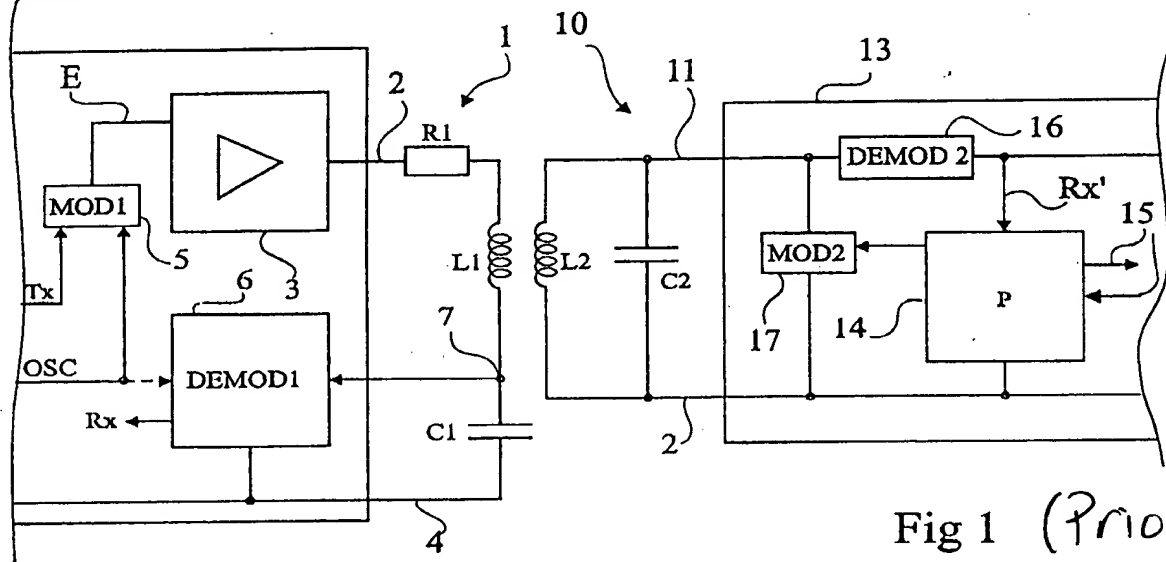 1
10
13
E
2
11
16
R1
DEMOD 2
MOD1
Rx'
15
5
L1
L2
C2
MOD2
3
Tx
6
P
14
7
17
OSC
DEMOD1
Rx
C1
2
4
Fig 1 (Prio